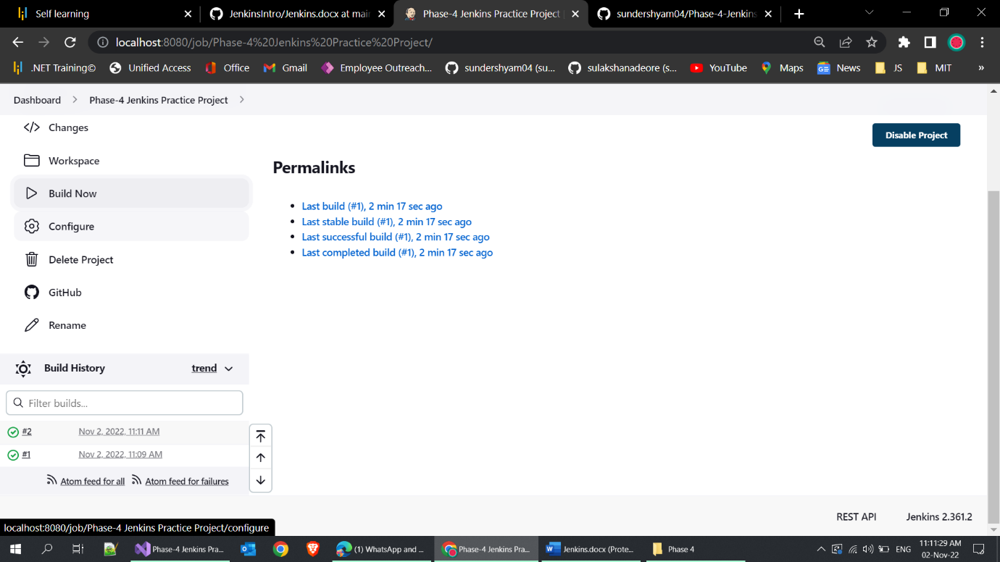 Self learning
JenkinsIntro/Jenkins.docx at mair
Phase-4 Jenkins Practice Project
sundershyam04/Phase-4-Jenkins
localhost:8080/job/Phase-4%20Jenkins%20Practice%20Project/
.NET Training©
Unified Access
Office
Gmail
Employee Outreach...
sundershyam04 (su...
sulakshanadeore (s...
YouTube
Maps
News
JS
MIT
»
Dashboard
Phase-4 Jenkins Practice Project
Changes
Disable Project
Workspace
Permalinks
Build Now
Last build (#1), 2 min 17 sec ago
Last stable build (#1), 2 min 17 sec ago
Configure
Last successful build (#1), 2 min 17 sec ago
Last completed build (#1), 2 min 17 sec ago
Delete Project
GitHub
Rename
Build History
trend
Filter builds...
#2 Nov 2, 2022, 11:11 AM
#1 Nov 2, 2022, 11:09 AM
Atom feed for all
Atom feed for failures
REST API
Jenkins 2.361.2
localhost:8080/job/Phase-4 Jenkins Practice Project/configure
Phase-4 Jenkins Pra...
(1) WhatsApp and ...
Phase-4 Jenkins Pra...
Jenkins.docx (Prote...
Phase 4
ENG
11:11:29 AM
02-Nov-22